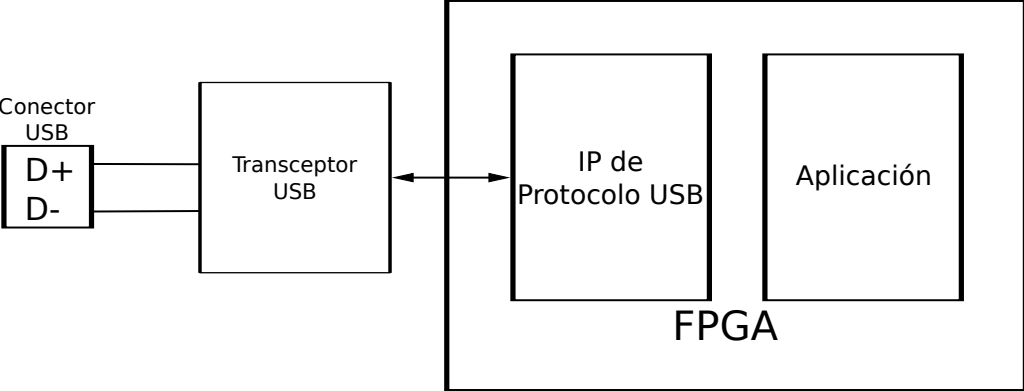 Conector
USB
D+
D-
Transceptor
USB
IP de
Protocolo USB
Aplicación
FPGA